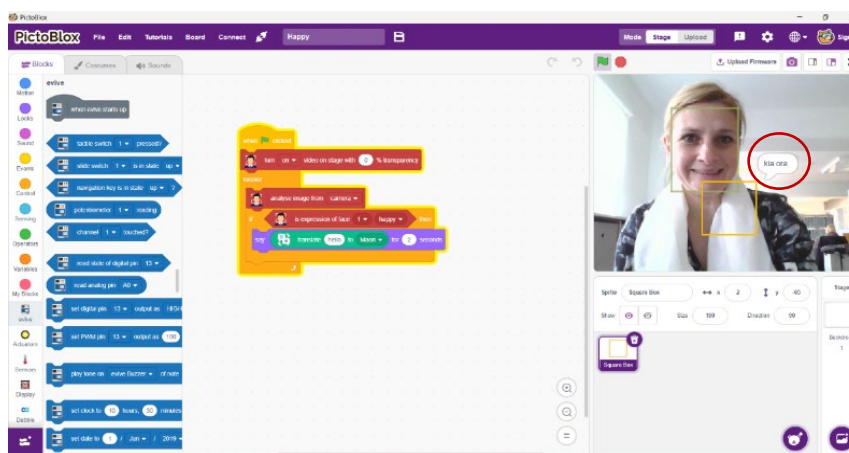 PictoBlox
PictoBlox File Edit Tutorials Board Connect Happy Mode Stage Upload
Blocks Costumes Sounds Upload Firmware
Motion
Looks
Sound
Events
Control
Sensing
Operators
Variables
My Blocks
evive
Actuators
Sensors
Display
Dabble
evive
when evive starts up
tactile switch 1 pressed?
slide switch 1 is in state up
navigation key is in state up ?
potentiometer 1 reading
channel 1 touched?
read state of digital pin 13
read analog pin A0
set digital pin 13 output as HIGH
set PWM pin 13 output as 100
play tone on evive Buzzer of note
set clock to 10 hours, 30 minutes
set date to 1 / Jan / 2019
when clicked
turn on video on stage with 0 % transparency
forever
analyse image from camera
if is expression of face 1 happy then
say translate hello to Maori for 2 seconds
kia ora
Sprite Square Box x 2 y -40
Show Size 100 Direction 90
Square Box
Stage
1